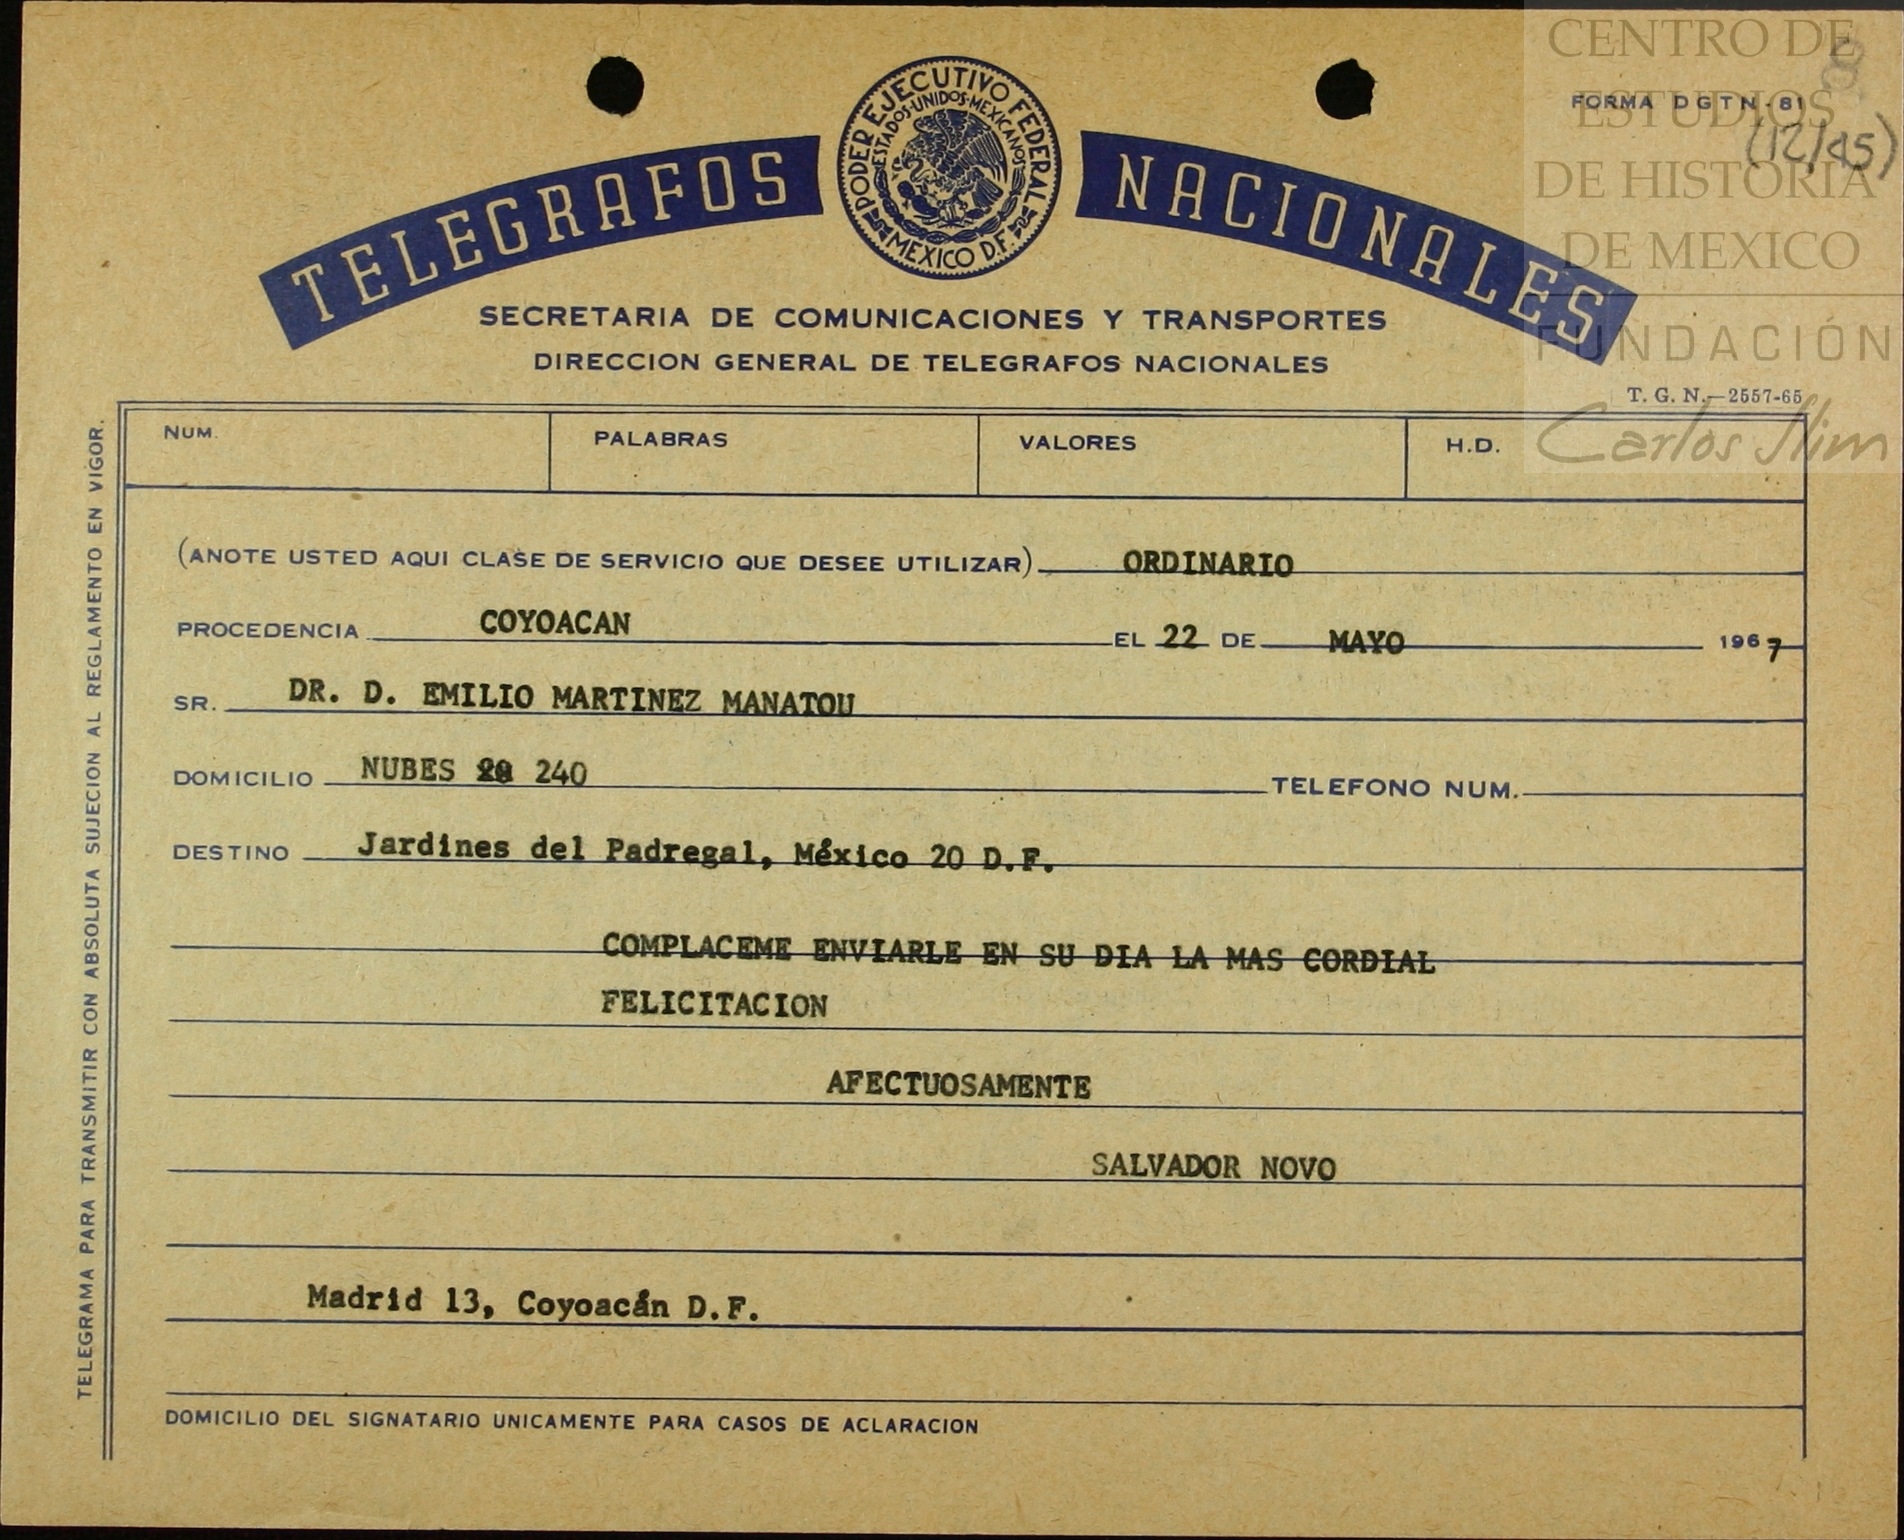 CENTRO DE
ESTUDIOS
DE HISTORIA
DE MEXICO
FUNDACIÓN
Carlos Slim
FORMA DGTN-81
(12/45)
PODER EJECUTIVO FEDERAL
ESTADOS·UNIDOS·MEXICANOS
MEXICO D.F.
TELEGRAFOS NACIONALES
SECRETARIA DE COMUNICACIONES Y TRANSPORTES
DIRECCION GENERAL DE TELEGRAFOS NACIONALES
T. G. N.—2557-65
NUM. PALABRAS VALORES H.D.
(ANOTE USTED AQUI CLASE DE SERVICIO QUE DESEE UTILIZAR) ORDINARIO
PROCEDENCIA COYOACAN EL 22 DE MAYO 1967
SR. DR. D. EMILIO MARTINEZ MANATOU
DOMICILIO NUBES 240 TELEFONO NUM.
DESTINO Jardines del Padregal, México 20 D.F.
COMPLACEME ENVIARLE EN SU DIA LA MAS CORDIAL
FELICITACION
AFECTUOSAMENTE
SALVADOR NOVO
Madrid 13, Coyoacán D.F.
DOMICILIO DEL SIGNATARIO UNICAMENTE PARA CASOS DE ACLARACION
TELEGRAMA PARA TRANSMITIR CON ABSOLUTA SUJECION AL REGLAMENTO EN VIGOR.